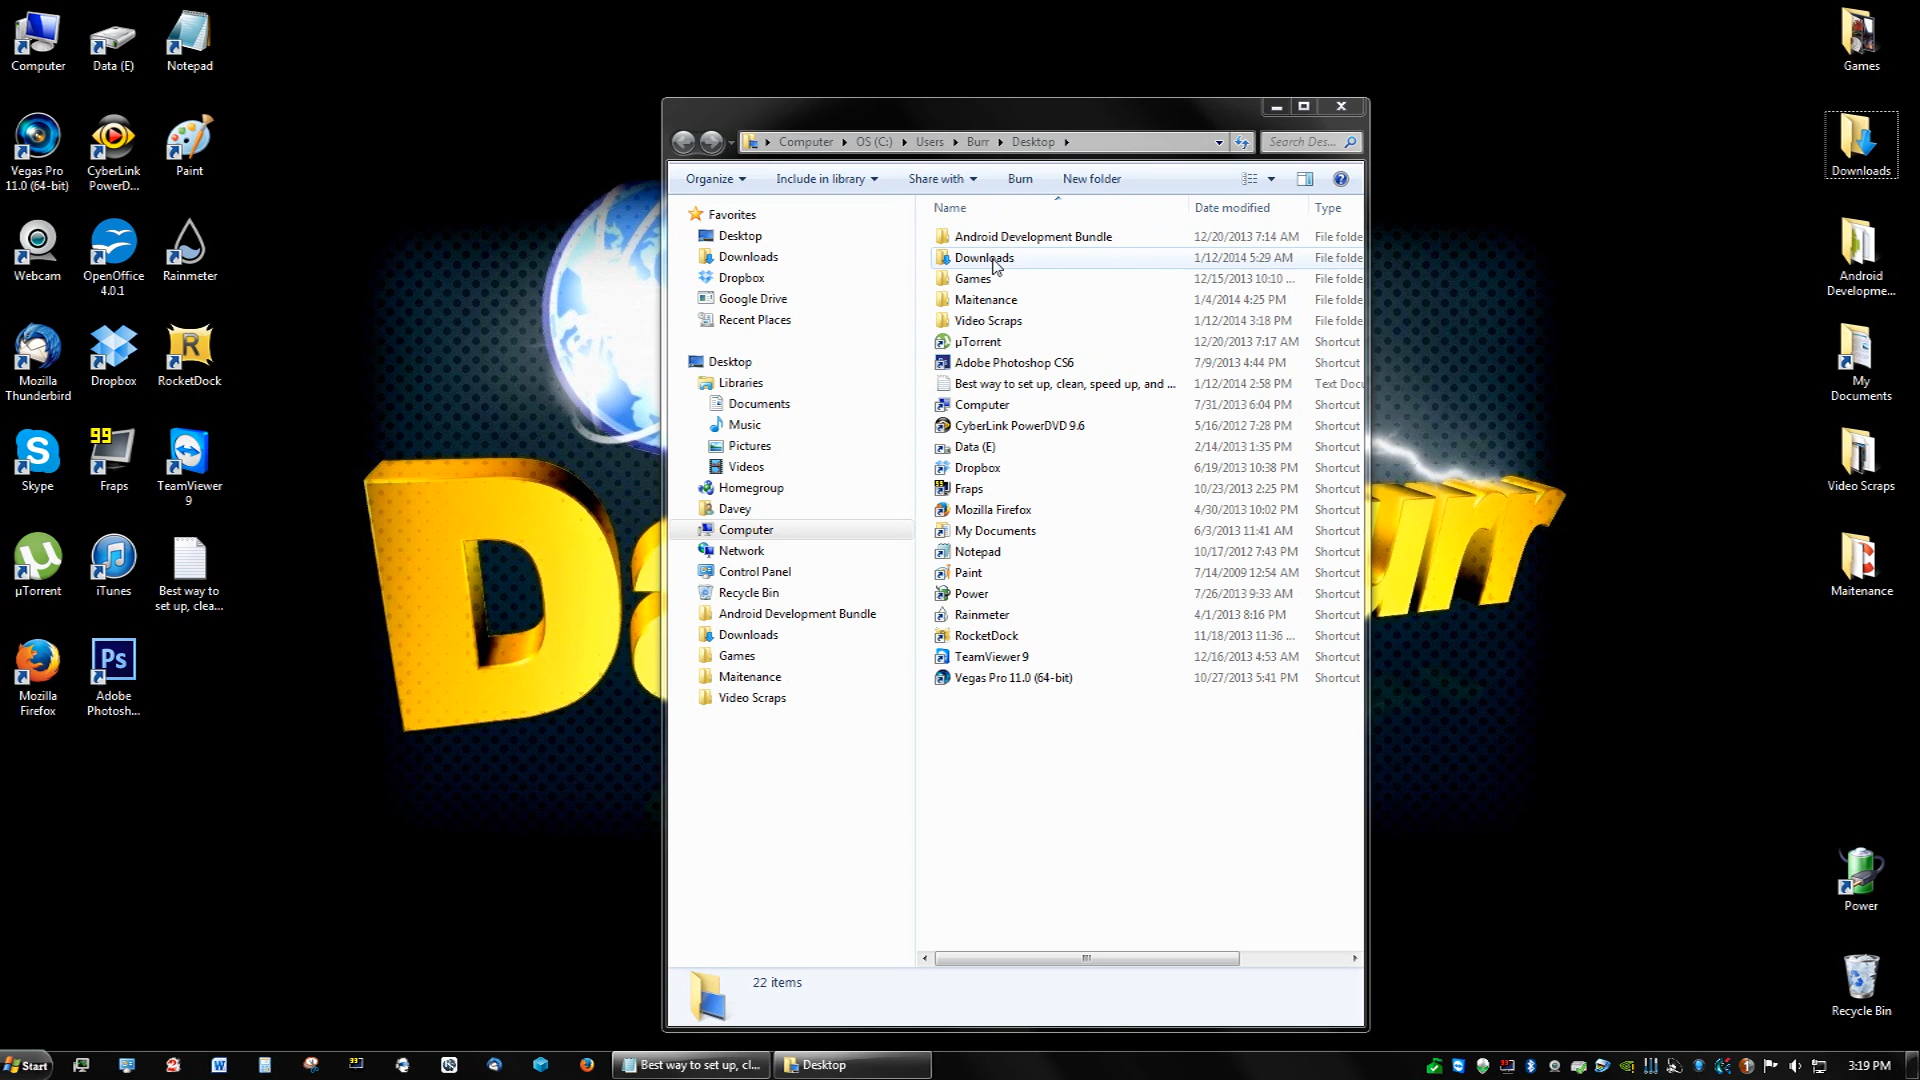 Computer
Data (E)
Notepad
Vegas Pro
11.0 (64-bit)
CyberLink
PowerD...
Paint
Webcam
OpenOffice
4.0.1
Rainmeter
Mozilla
Thunderbird
Dropbox
R
RocketDock
S
Skype
99
Fraps
TeamViewer
9
µTorrent
iTunes
Best way to
set up, clea...
Mozilla
Firefox
Ps
Adobe
Photosh...
D
Computer
OS (C:)
Users
Burr
Desktop
Search Des...
Organize
Include in library
Share with
Burn
New folder
Favorites
Desktop
Downloads
Dropbox
Google Drive
Recent Places
Desktop
Libraries
Documents
Music
Pictures
Videos
Homegroup
Davey
Computer
Network
Control Panel
Recycle Bin
Android Development Bundle
Downloads
Games
Maitenance
Video Scraps
Name Date modified Type
Android Development Bundle 12/20/2013 7:14 AM File folde
Downloads 1/12/2014 5:29 AM File folde
Games 12/15/2013 10:10 ... File folde
Maitenance 1/4/2014 4:25 PM File folde
Video Scraps 1/12/2014 3:18 PM File folde
µTorrent 12/20/2013 7:17 AM Shortcut
Adobe Photoshop CS6 7/9/2013 4:44 PM Shortcut
Best way to set up, clean, speed up, and ... 1/12/2014 2:58 PM Text Docu
Computer 7/31/2013 6:04 PM Shortcut
CyberLink PowerDVD 9.6 5/16/2012 7:28 PM Shortcut
Data (E) 2/14/2013 1:35 PM Shortcut
Dropbox 6/19/2013 10:38 PM Shortcut
Fraps 10/23/2013 2:25 PM Shortcut
Mozilla Firefox 4/30/2013 10:02 PM Shortcut
My Documents 6/3/2013 11:41 AM Shortcut
Notepad 10/17/2012 7:43 PM Shortcut
Paint 7/14/2009 12:54 AM Shortcut
Power 7/26/2013 9:33 AM Shortcut
Rainmeter 4/1/2013 8:16 PM Shortcut
RocketDock 11/18/2013 11:36 ... Shortcut
TeamViewer 9 12/16/2013 4:53 AM Shortcut
Vegas Pro 11.0 (64-bit) 10/27/2013 5:41 PM Shortcut
22 items
urr
Games
Downloads
Android
Developme...
My
Documents
Video Scraps
Maitenance
Power
Recycle Bin
Start
Best way to set up, cl...
Desktop
3:19 PM